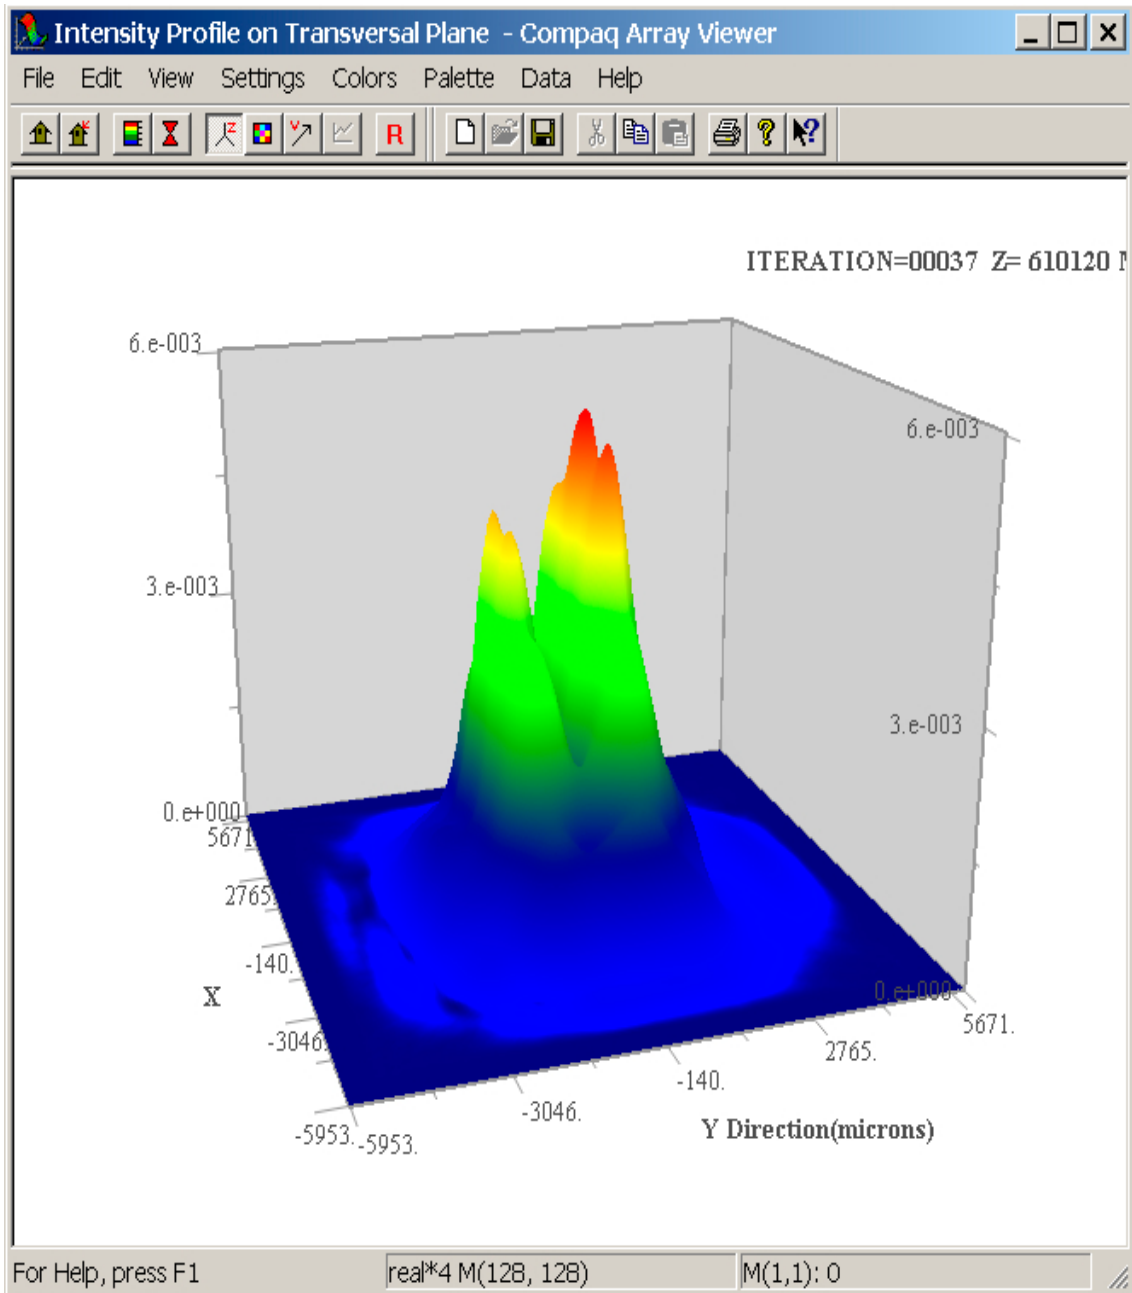 Intensity Profile on Transversal Plane - Compaq Array Viewer
File Edit View Settings Colors Palette Data Help
ITERATION=00037 Z= 610120
6.e-003
6.e-003
3.e-003
3.e-003
0.e+000
5671
2765
-140.
X
-3046
-5953.
-5953.
-3046.
-140.
2765.
5671.
0.e+000
Y Direction(microns)
For Help, press F1
real*4 M(128, 128)
M(1,1): 0